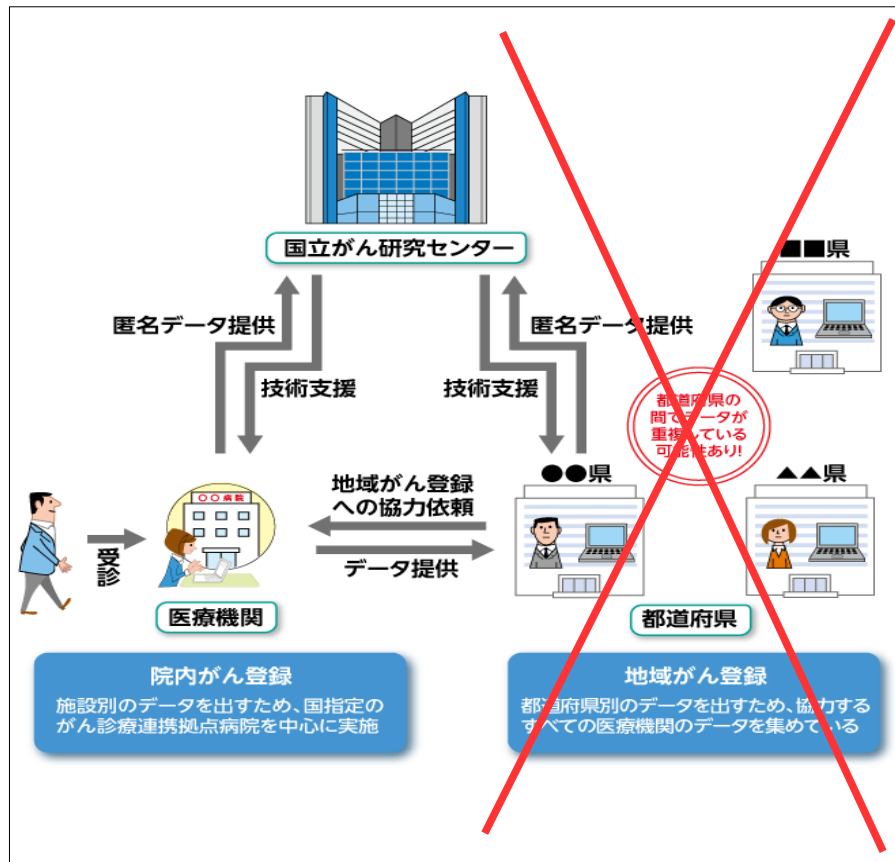 国立がん研究センター
■■県
匿名データ提供
匿名データ提供
技術支援
技術支援
都道府県の
間でデータが
重複している
可能性あり!
●●県
▲▲県
○○病院
地域がん登録
への協力依頼
受診
データ提供
医療機関
都道府県
院内がん登録
施設別のデータを出すため、国指定の
がん診療連携拠点病院を中心に実施
地域がん登録
都道府県別のデータを出すため、協力する
すべての医療機関のデータを集めている